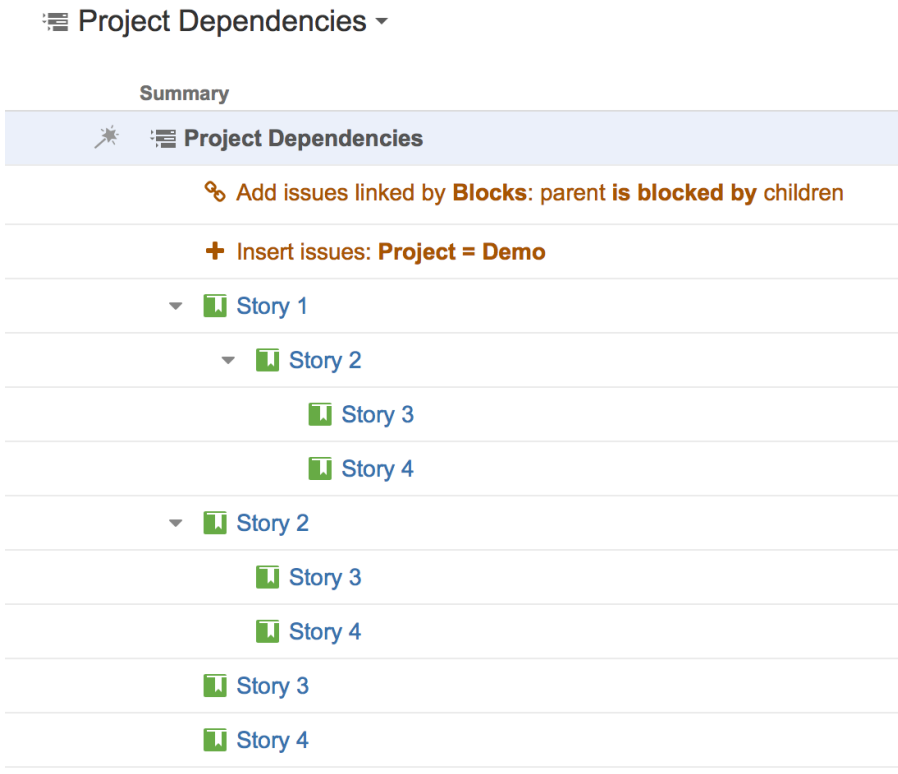 Project Dependencies
Summary
Project Dependencies
Add issues linked by Blocks: parent is blocked by children
Insert issues: Project = Demo
Story 1
Story 2
Story 3
Story 4
Story 2
Story 3
Story 4
Story 3
Story 4